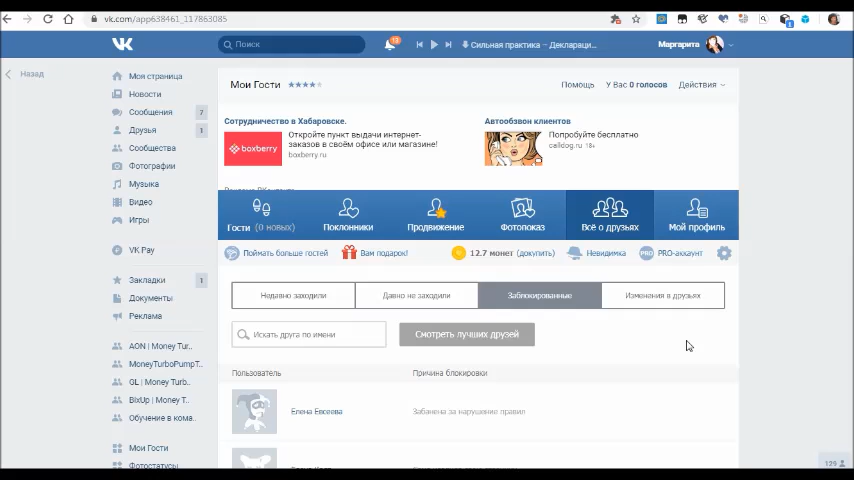 vk.com/app638461_117863085
Поиск
13
Сильная практика – Деклараци...
Маргарита
Назад
Моя страница
Новости
Сообщения 7
Друзья 1
Сообщества
Фотографии
Музыка
Видео
Игры
VK Pay
Закладки 1
Документы
Реклама
AON | Money Tur..
MoneyTurboPumpT..
GL | Money Turb..
BixUp | Money T..
Обучение в кома..
Мои Гости
Фотостатусы
Мои Гости
Помощь
У Вас 0 голосов
Действия
Сотрудничество в Хабаровске.
boxberry
Откройте пункт выдачи интернет-
заказов в своём офисе или магазине!
boxberry.ru
Автообзвон клиентов
Попробуйте бесплатно
calldog.ru 18+
Гости (0 новых)
Поклонники
Продвижение
Фотопоказ
Всё о друзьях
Мой профиль
Поймать больше гостей
Вам подарок!
12.7 монет (докупить)
Невидимка
PRO
PRO-аккаунт
Недавно заходили
Давно не заходили
Заблокированные
Изменения в друзьях
Искать друга по имени
Смотреть лучших друзей
Пользователь
Причина блокировки
Елена Евсеева
Забанена за нарушение правил
129